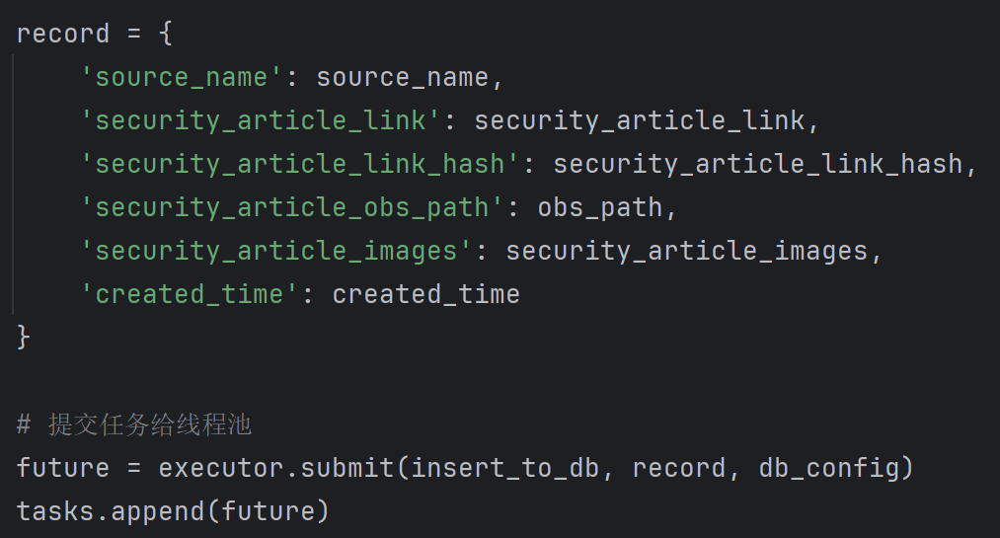 record = {
    'source_name': source_name,
    'security_article_link': security_article_link,
    'security_article_link_hash': security_article_link_hash,
    'security_article_obs_path': obs_path,
    'security_article_images': security_article_images,
    'created_time': created_time
}
# 提交任务给线程池
future = executor.submit(insert_to_db, record, db_config)
tasks.append(future)